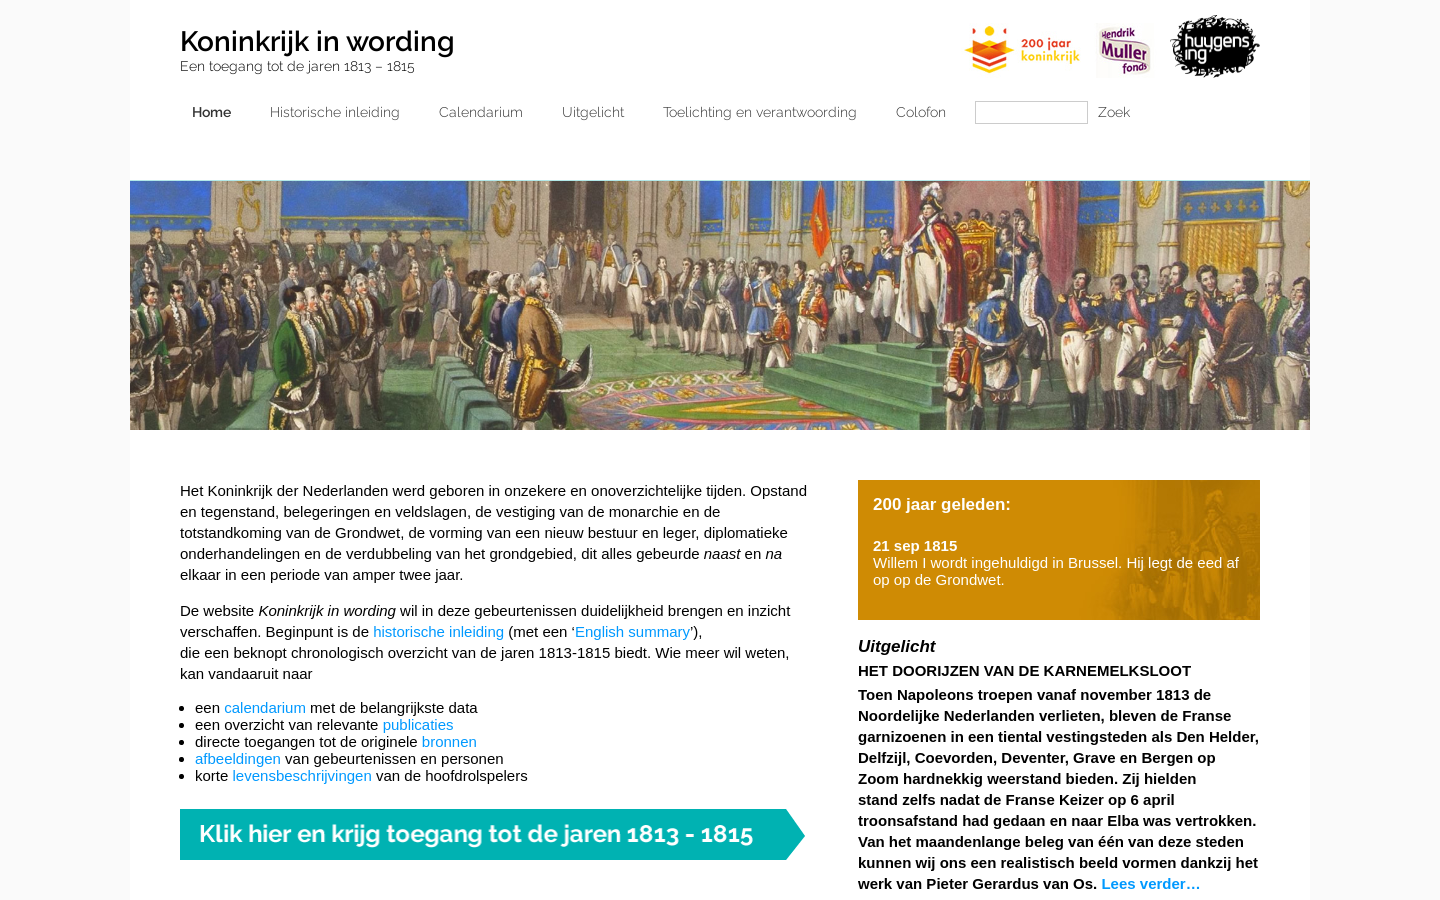 Koninkrijk in wording
Een toegang tot de jaren 1813 – 1815
200 jaar
koninkrijk
Hendrik
Muller
fonds
huygens
ing
Home
Historische inleiding
Calendarium
Uitgelicht
Toelichting en verantwoording
Colofon
Zoek
Het Koninkrijk der Nederlanden werd geboren in onzekere en onoverzichtelijke tijden. Opstand
en tegenstand, belegeringen en veldslagen, de vestiging van de monarchie en de
totstandkoming van de Grondwet, de vorming van een nieuw bestuur en leger, diplomatieke
onderhandelingen en de verdubbeling van het grondgebied, dit alles gebeurde naast en na
elkaar in een periode van amper twee jaar.
De website Koninkrijk in wording wil in deze gebeurtenissen duidelijkheid brengen en inzicht
verschaffen. Beginpunt is de historische inleiding (met een ‘English summary’),
die een beknopt chronologisch overzicht van de jaren 1813-1815 biedt. Wie meer wil weten,
kan vandaaruit naar
een calendarium met de belangrijkste data
een overzicht van relevante publicaties
directe toegangen tot de originele bronnen
afbeeldingen van gebeurtenissen en personen
korte levensbeschrijvingen van de hoofdrolspelers
Klik hier en krijg toegang tot de jaren 1813 - 1815
200 jaar geleden:
21 sep 1815
Willem I wordt ingehuldigd in Brussel. Hij legt de eed af
op op de Grondwet.
Uitgelicht
HET DOORIJZEN VAN DE KARNEMELKSLOOT
Toen Napoleons troepen vanaf november 1813 de
Noordelijke Nederlanden verlieten, bleven de Franse
garnizoenen in een tiental vestingsteden als Den Helder,
Delfzijl, Coevorden, Deventer, Grave en Bergen op
Zoom hardnekkig weerstand bieden. Zij hielden
stand zelfs nadat de Franse Keizer op 6 april
troonsafstand had gedaan en naar Elba was vertrokken.
Van het maandenlange beleg van één van deze steden
kunnen wij ons een realistisch beeld vormen dankzij het
werk van Pieter Gerardus van Os. Lees verder…